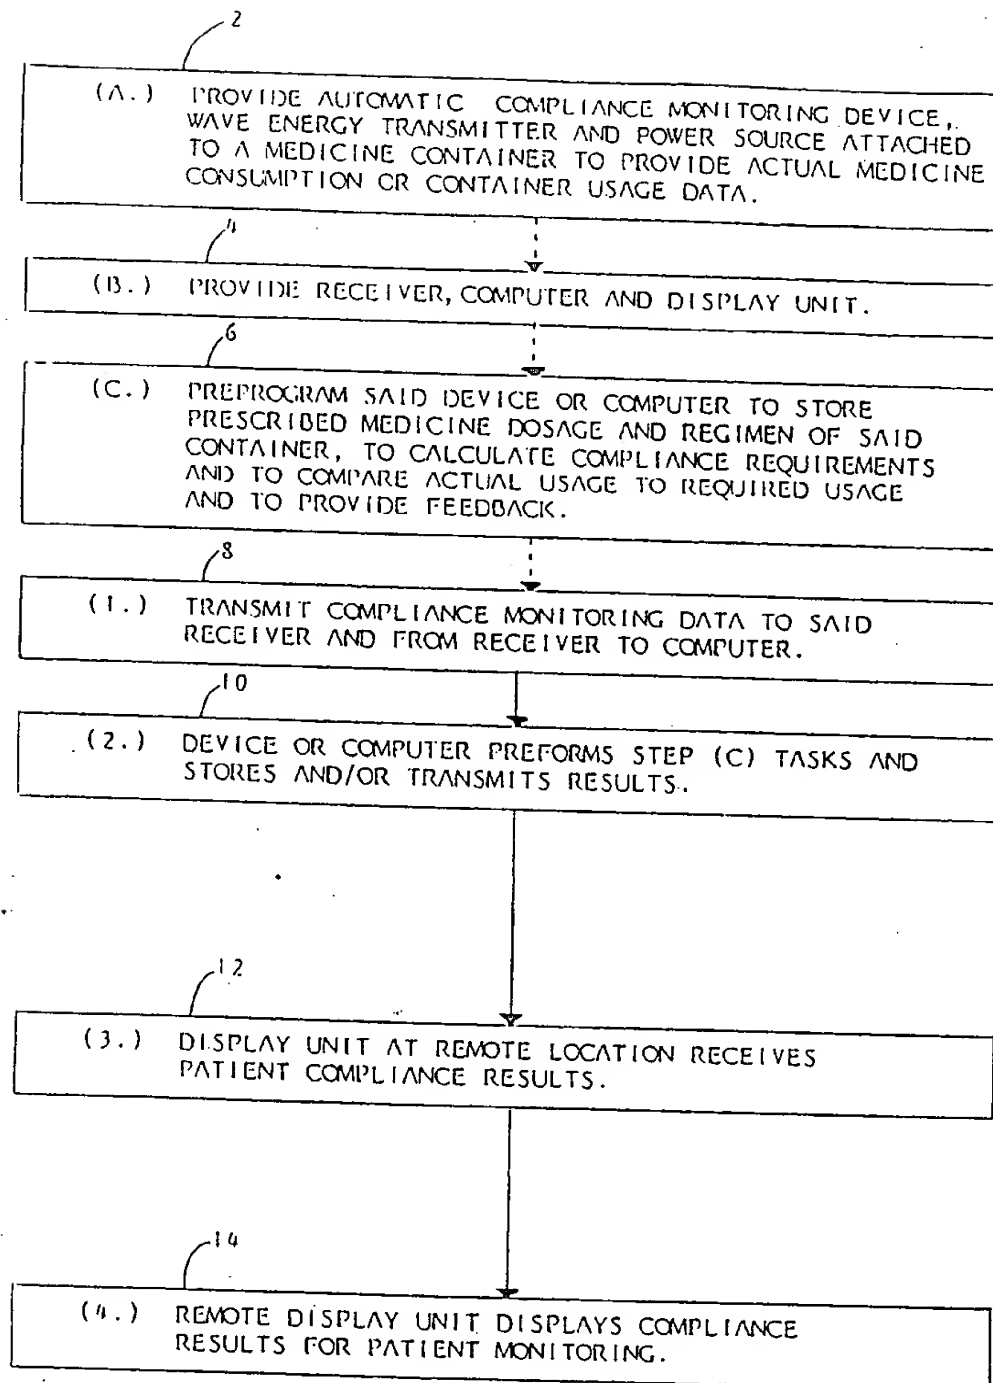 2
(A.) PROVIDE AUTOMATIC COMPLIANCE MONITORING DEVICE,
WAVE ENERGY TRANSMITTER AND POWER SOURCE ATTACHED
TO A MEDICINE CONTAINER TO PROVIDE ACTUAL MEDICINE
CONSUMPTION OR CONTAINER USAGE DATA.
4
(B.) PROVIDE RECEIVER, COMPUTER AND DISPLAY UNIT.
6
(C.) PREPROGRAM SAID DEVICE OR COMPUTER TO STORE
PRESCRIBED MEDICINE DOSAGE AND REGIMEN OF SAID
CONTAINER, TO CALCULATE COMPLIANCE REQUIREMENTS
AND TO COMPARE ACTUAL USAGE TO REQUIRED USAGE
AND TO PROVIDE FEEDBACK.
8
(1.) TRANSMIT COMPLIANCE MONITORING DATA TO SAID
RECEIVER AND FROM RECEIVER TO COMPUTER.
10
(2.) DEVICE OR COMPUTER PREFORMS STEP (C) TASKS AND
STORES AND/OR TRANSMITS RESULTS.
12
(3.) DISPLAY UNIT AT REMOTE LOCATION RECEIVES
PATIENT COMPLIANCE RESULTS.
14
(4.) REMOTE DISPLAY UNIT DISPLAYS COMPLIANCE
RESULTS FOR PATIENT MONITORING.